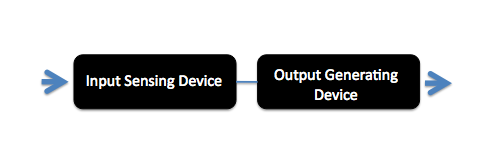 Input Sensing Device
Output Generating
Device